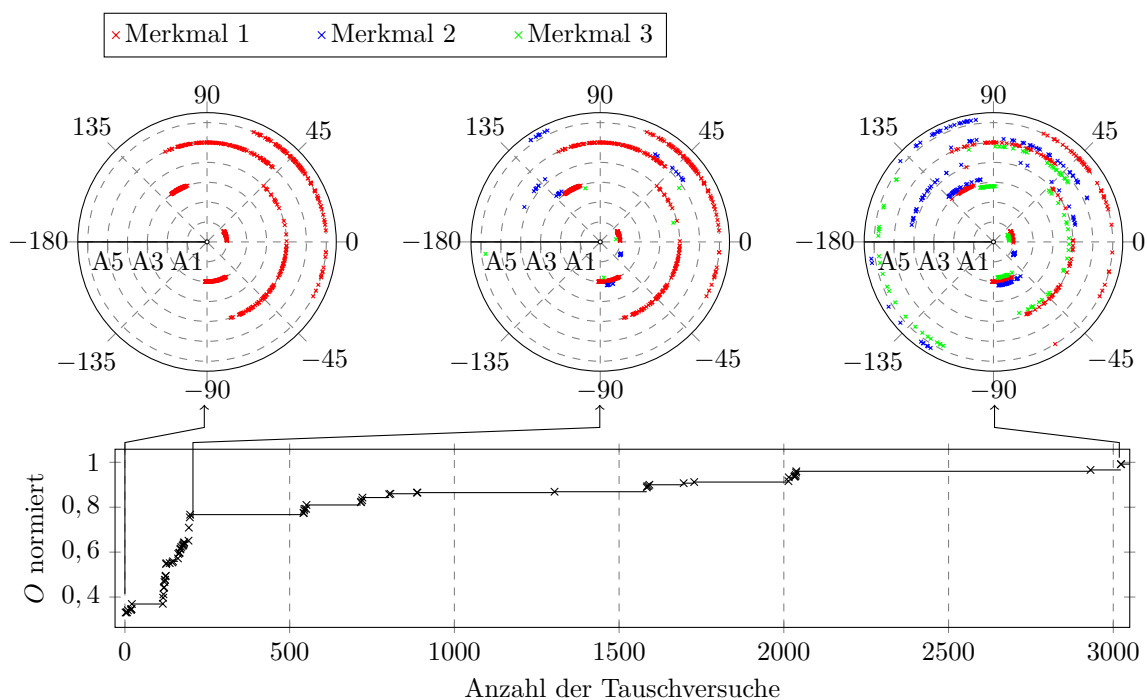 Merkmal 1 Merkmal 2 Merkmal 3
90 90 90
135 45 135 45 135 45
−180 0 −180 0 −180 0
A5 A3 A1 A5 A3 A1 A5 A3 A1
−135 −45 −135 −45 −135 −45
−90 −90 −90
1
0,8
0,6
0,4
O normiert
0 500 1000 1500 2000 2500 3000
Anzahl der Tauschversuche